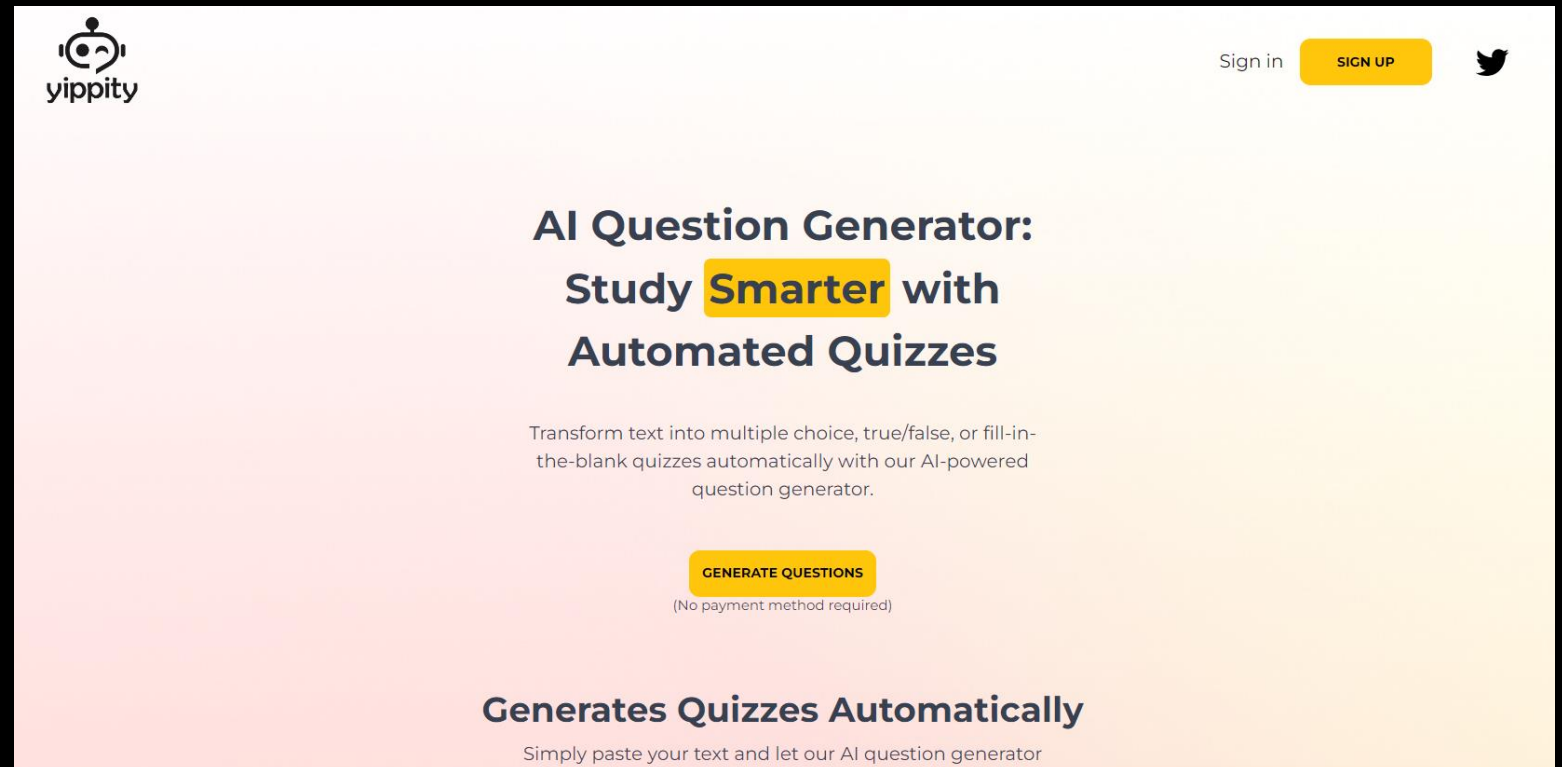 yippity
Sign in
SIGN UP
AI Question Generator:
Study Smarter with
Automated Quizzes
Transform text into multiple choice, true/false, or fill-in-
the-blank quizzes automatically with our AI-powered
question generator.
GENERATE QUESTIONS
(No payment method required)
Generates Quizzes Automatically
Simply paste your text and let our AI question generator